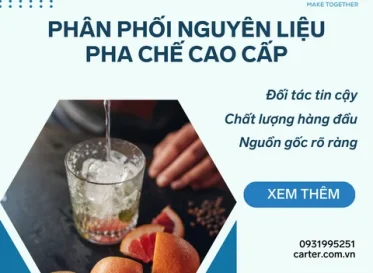 MAKE TOGETHER
PHÂN PHỐI NGUYÊN LIỆU
PHA CHẾ CAO CẤP
Đối tác tin cậy
Chất lượng hàng đầu
Nguồn gốc rõ ràng
XEM THÊM
0931995251
carter.com.vn